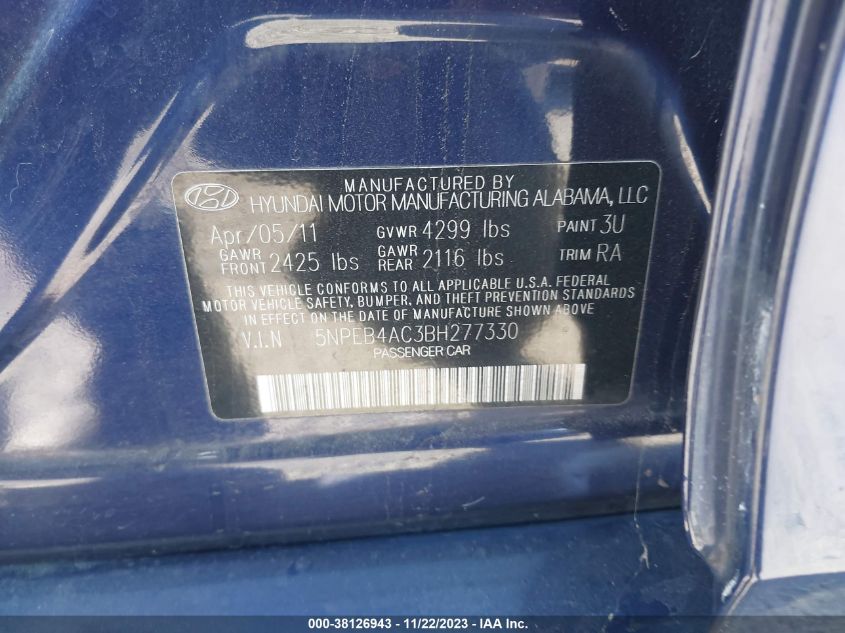 MANUFACTURED BY
HYUNDAI MOTOR MANUFACTURING ALABAMA, LLC
Apr/05/11 GVWR 4299 lbs PAINT 3U
GAWR FRONT 2425 lbs GAWR REAR 2116 lbs TRIM RA
THIS VEHICLE CONFORMS TO ALL APPLICABLE U.S.A. FEDERAL
MOTOR VEHICLE SAFETY, BUMPER, AND THEFT PREVENTION STANDARDS
IN EFFECT ON THE DATE OF MANUFACTURE SHOWN ABOVE.
V.I.N 5NPEB4AC3BH277330
PASSENGER CAR
000-38126943 - 11/22/2023 - IAA Inc.